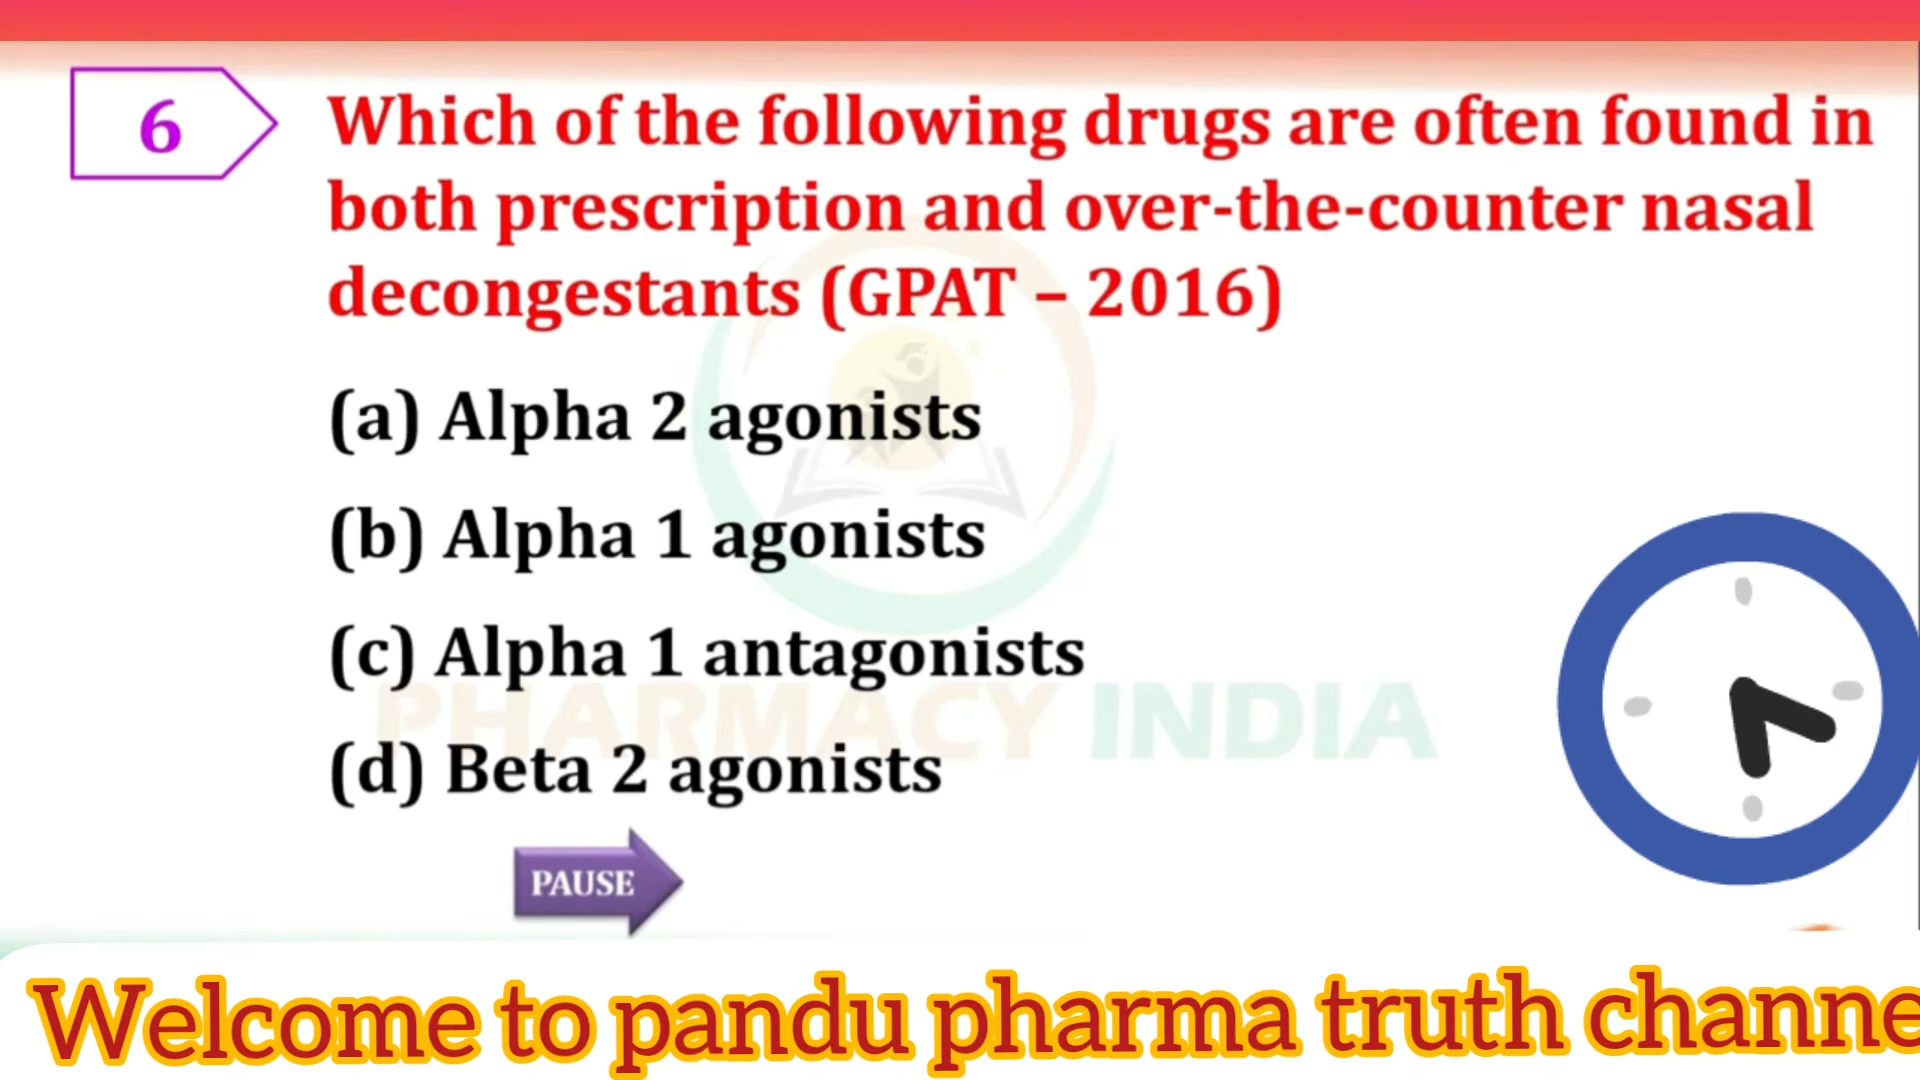 6
Which of the following drugs are often found in
both prescription and over-the-counter nasal
decongestants (GPAT – 2016)
(a) Alpha 2 agonists
(b) Alpha 1 agonists
(c) Alpha 1 antagonists
PHARMACY INDIA
(d) Beta 2 agonists
PAUSE
Welcome to pandu pharma truth channe